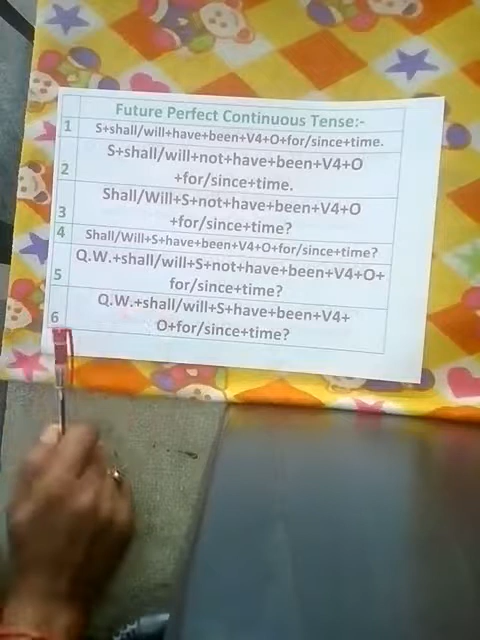 Future Perfect Continuous Tense:-
1 S+shall/will+have+been+V4+O+for/since+time.
2 S+shall/will+not+have+been+V4+O
+for/since+time.
3 Shall/Will+S+not+have+been+V4+O
+for/since+time?
4 Shall/Will+S+have+been+V4+O+for/since+time?
5 Q.W.+shall/will+S+not+have+been+V4+O+
for/since+time?
6 Q.W.+shall/will+S+have+been+V4+
O+for/since+time?